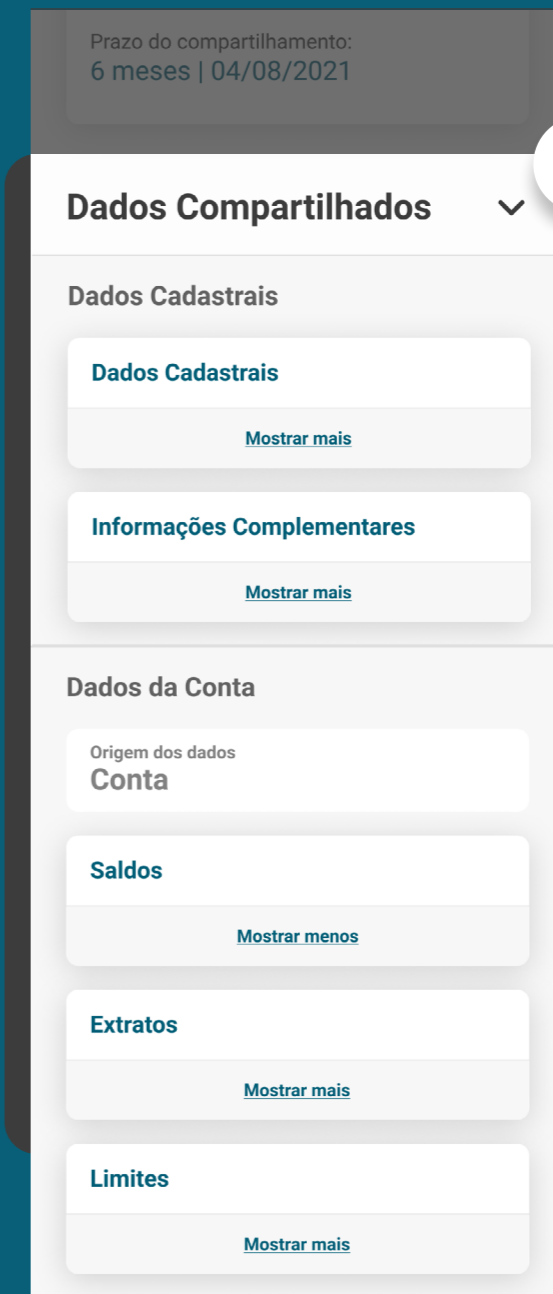 Prazo do compartilhamento:
6 meses | 04/08/2021
Dados Compartilhados
Dados Cadastrais
Dados Cadastrais
Mostrar mais
Informações Complementares
Mostrar mais
Dados da Conta
Origem dos dados
Conta
Saldos
Mostrar menos
Extratos
Mostrar mais
Limites
Mostrar mais